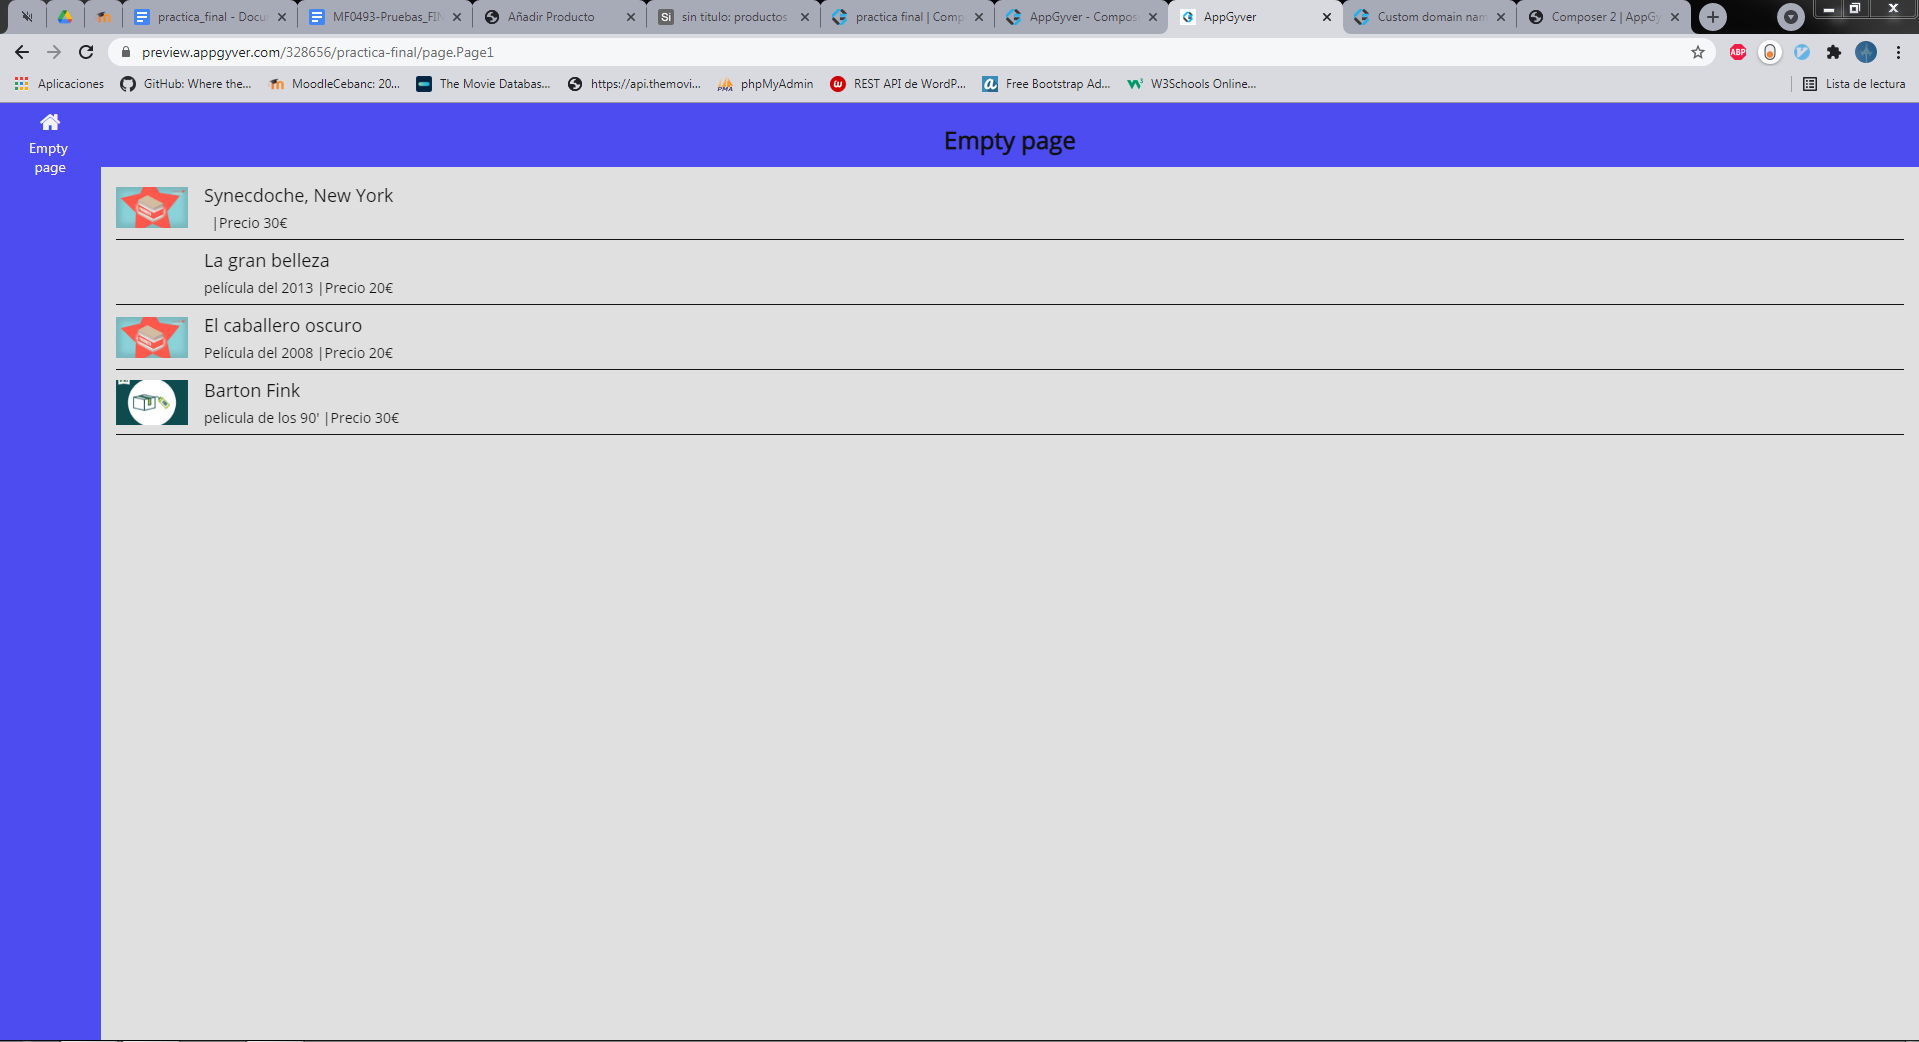 practica_final - Docu
MF0493-Pruebas_FIN
Añadir Producto
Si
sin titulo: productos
practica final | Comp
AppGyver - Compos
AppGyver
Custom domain nam
Composer 2 | AppGy
preview.appgyver.com/328656/practica-final/page.Page1
ABP
Aplicaciones
GitHub: Where the...
MoodleCebanc: 20...
The Movie Databas...
https://api.themovi...
phpMyAdmin
REST API de WordP...
Free Bootstrap Ad...
W3Schools Online...
Lista de lectura
Empty
page
Empty page
Synecdoche, New York
|Precio 30€
La gran belleza
película del 2013 |Precio 20€
El caballero oscuro
Película del 2008 |Precio 20€
Barton Fink
pelicula de los 90' |Precio 30€